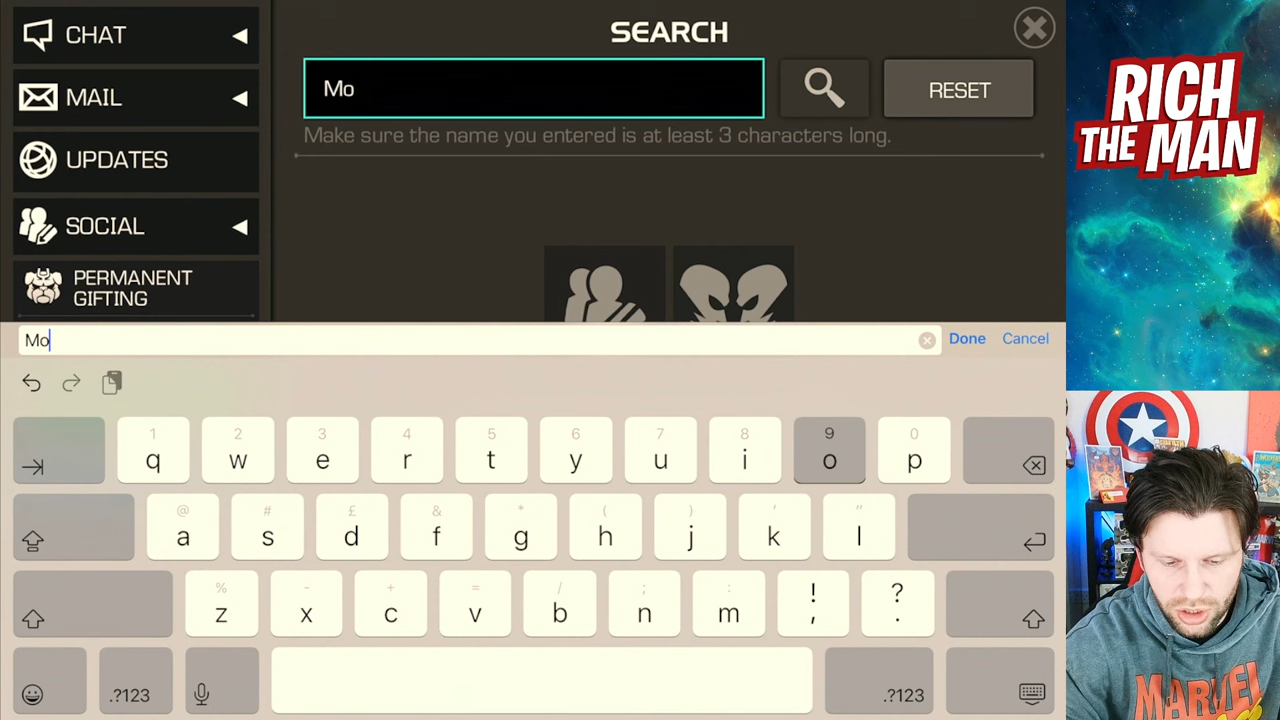 CHAT
MAIL
UPDATES
SOCIAL
PERMANENT
GIFTING
SEARCH
Mo
RESET
Make sure the name you entered is at least 3 characters long.
Mo
Done Cancel
1 2 3 4 5 6 7 8 9 0
q w e r t y u i o p
@ # £ & * ( ) ' "
a s d f g h j k l
% - + = / ; : ! ?
z x c v b n m , .
.?123 .?123
RICH
THE MAN
MARVEL